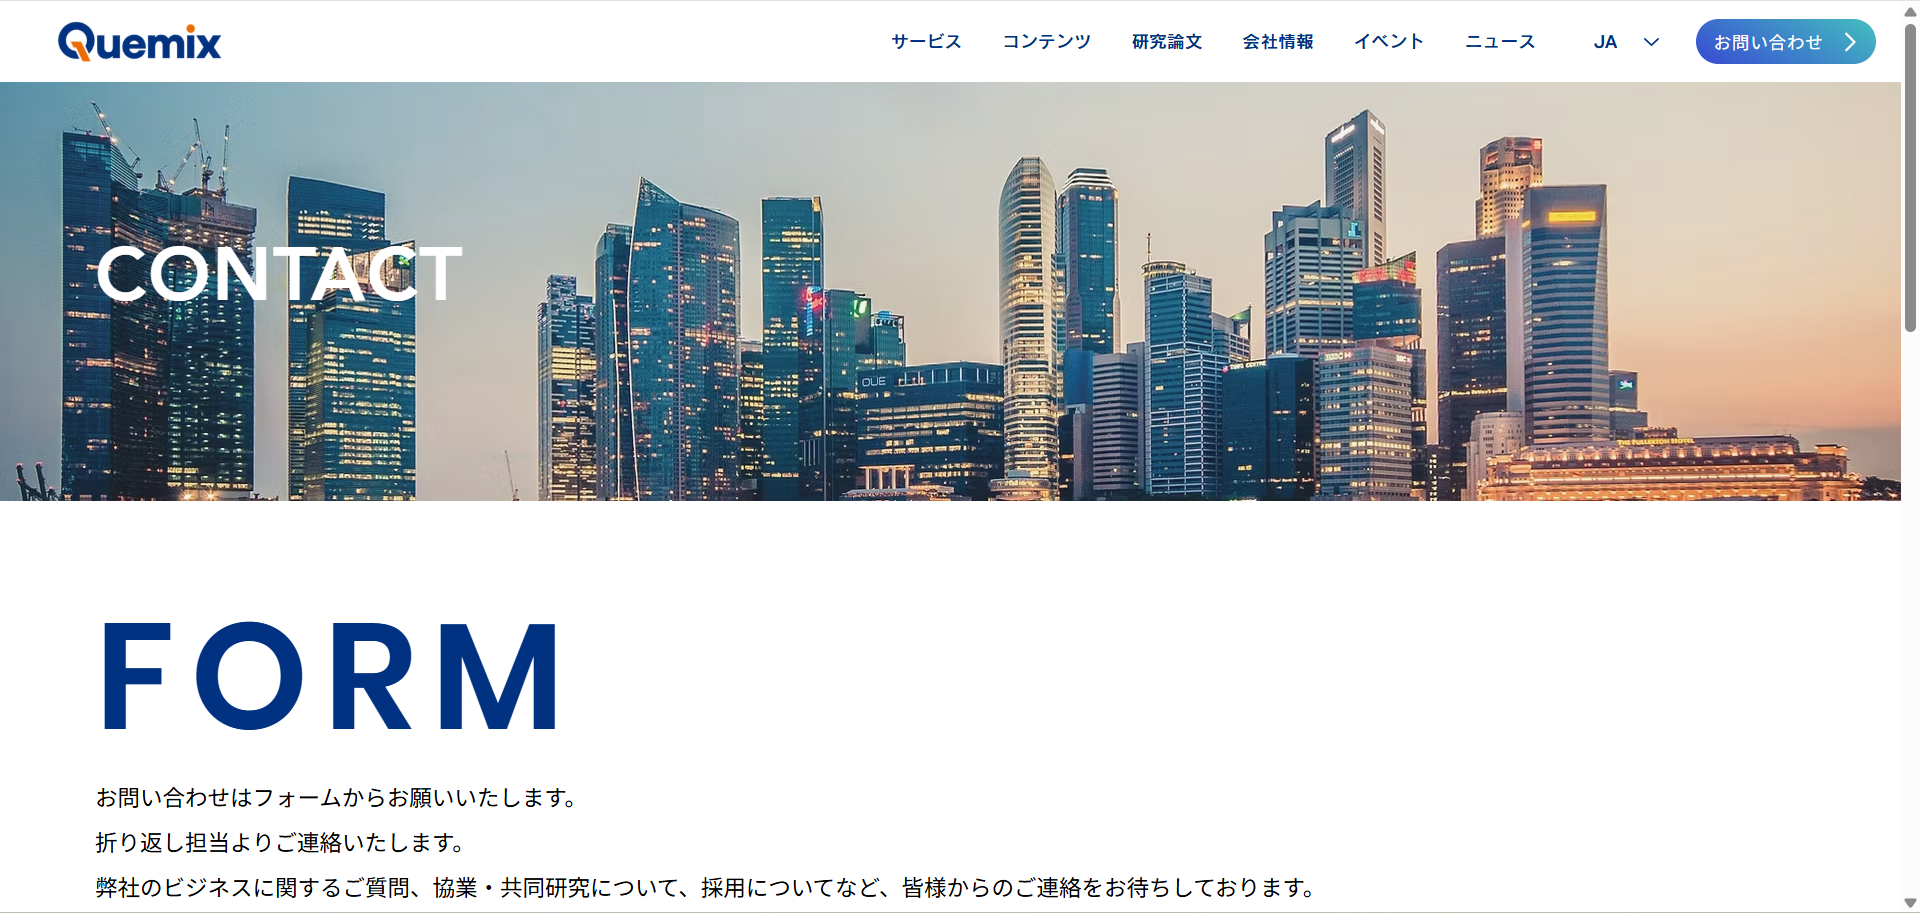 Quemix
サービス
コンテンツ
研究論文
会社情報
イベント
ニュース
JA
お問い合わせ
CONTACT
OUE
THE FULLERTON HOTEL
FORM
お問い合わせはフォームからお願いいたします。
折り返し担当よりご連絡いたします。
弊社のビジネスに関するご質問、協業・共同研究について、採用についてなど、皆様からのご連絡をお待ちしております。